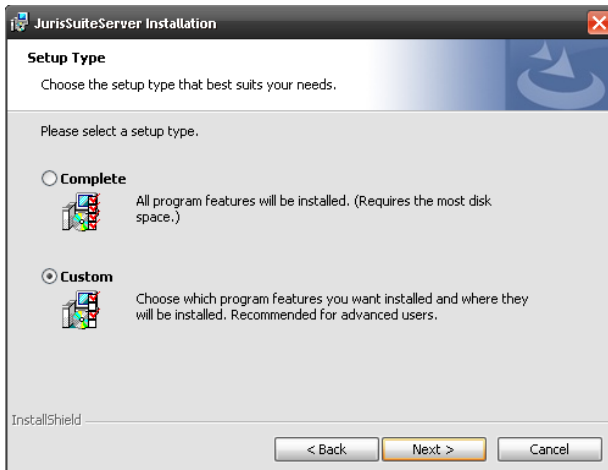 JurisSuiteServer Installation
Setup Type
Choose the setup type that best suits your needs.
Please select a setup type.
Complete
All program features will be installed. (Requires the most disk
space.)
Custom
Choose which program features you want installed and where they
will be installed. Recommended for advanced users.
InstallShield
< Back Next > Cancel